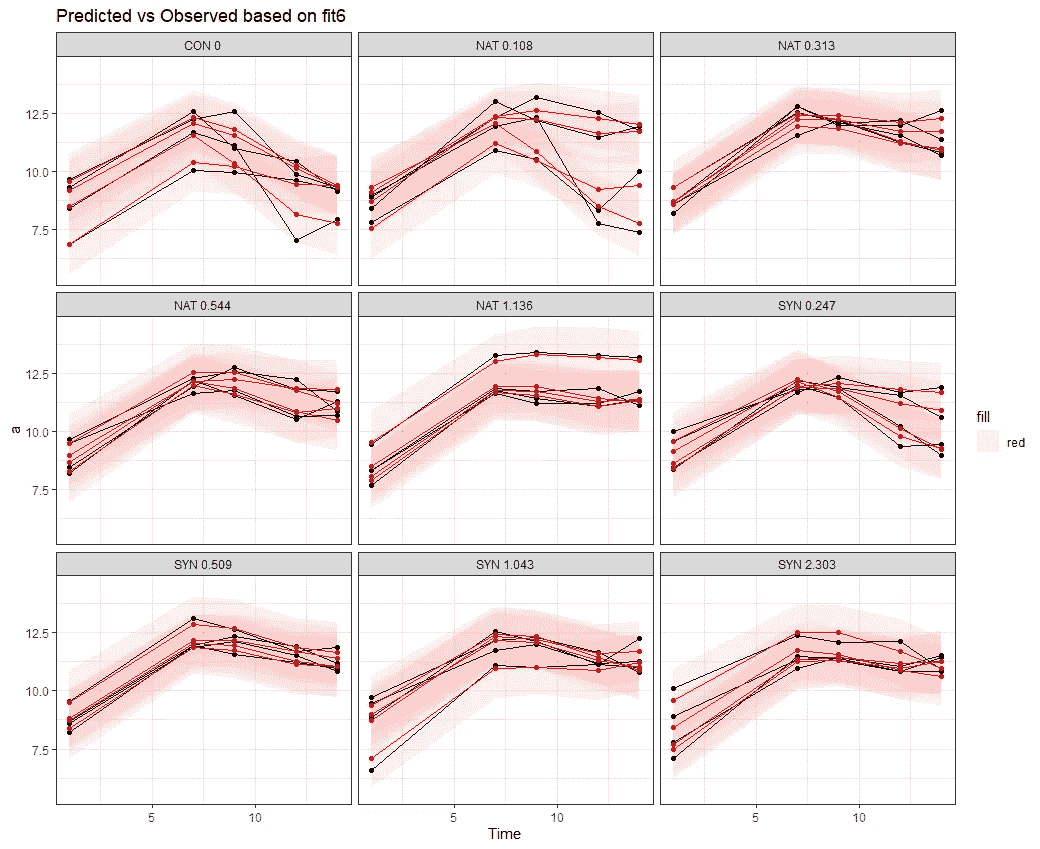 Predicted vs Observed based on fit6
CON 0
NAT 0.108
NAT 0.313
12.5
10.0
7.5
NAT 0.544
NAT 1.136
SYN 0.247
12.5
10.0
7.5
a
fill
red
SYN 0.509
SYN 1.043
SYN 2.303
12.5
10.0
7.5
5
10
5
10
5
10
Time